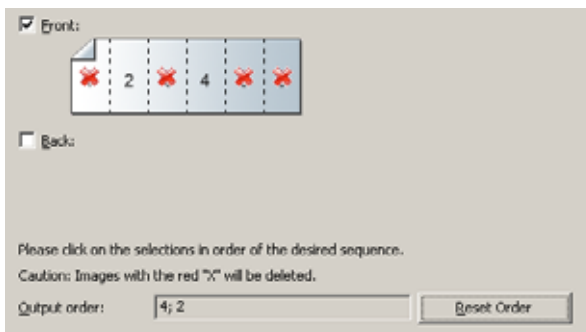 Front:
2 4
Back:
Please click on the selections in order of the desired sequence.
Caution: Images with the red "X" will be deleted.
Output order: 4; 2 Reset Order